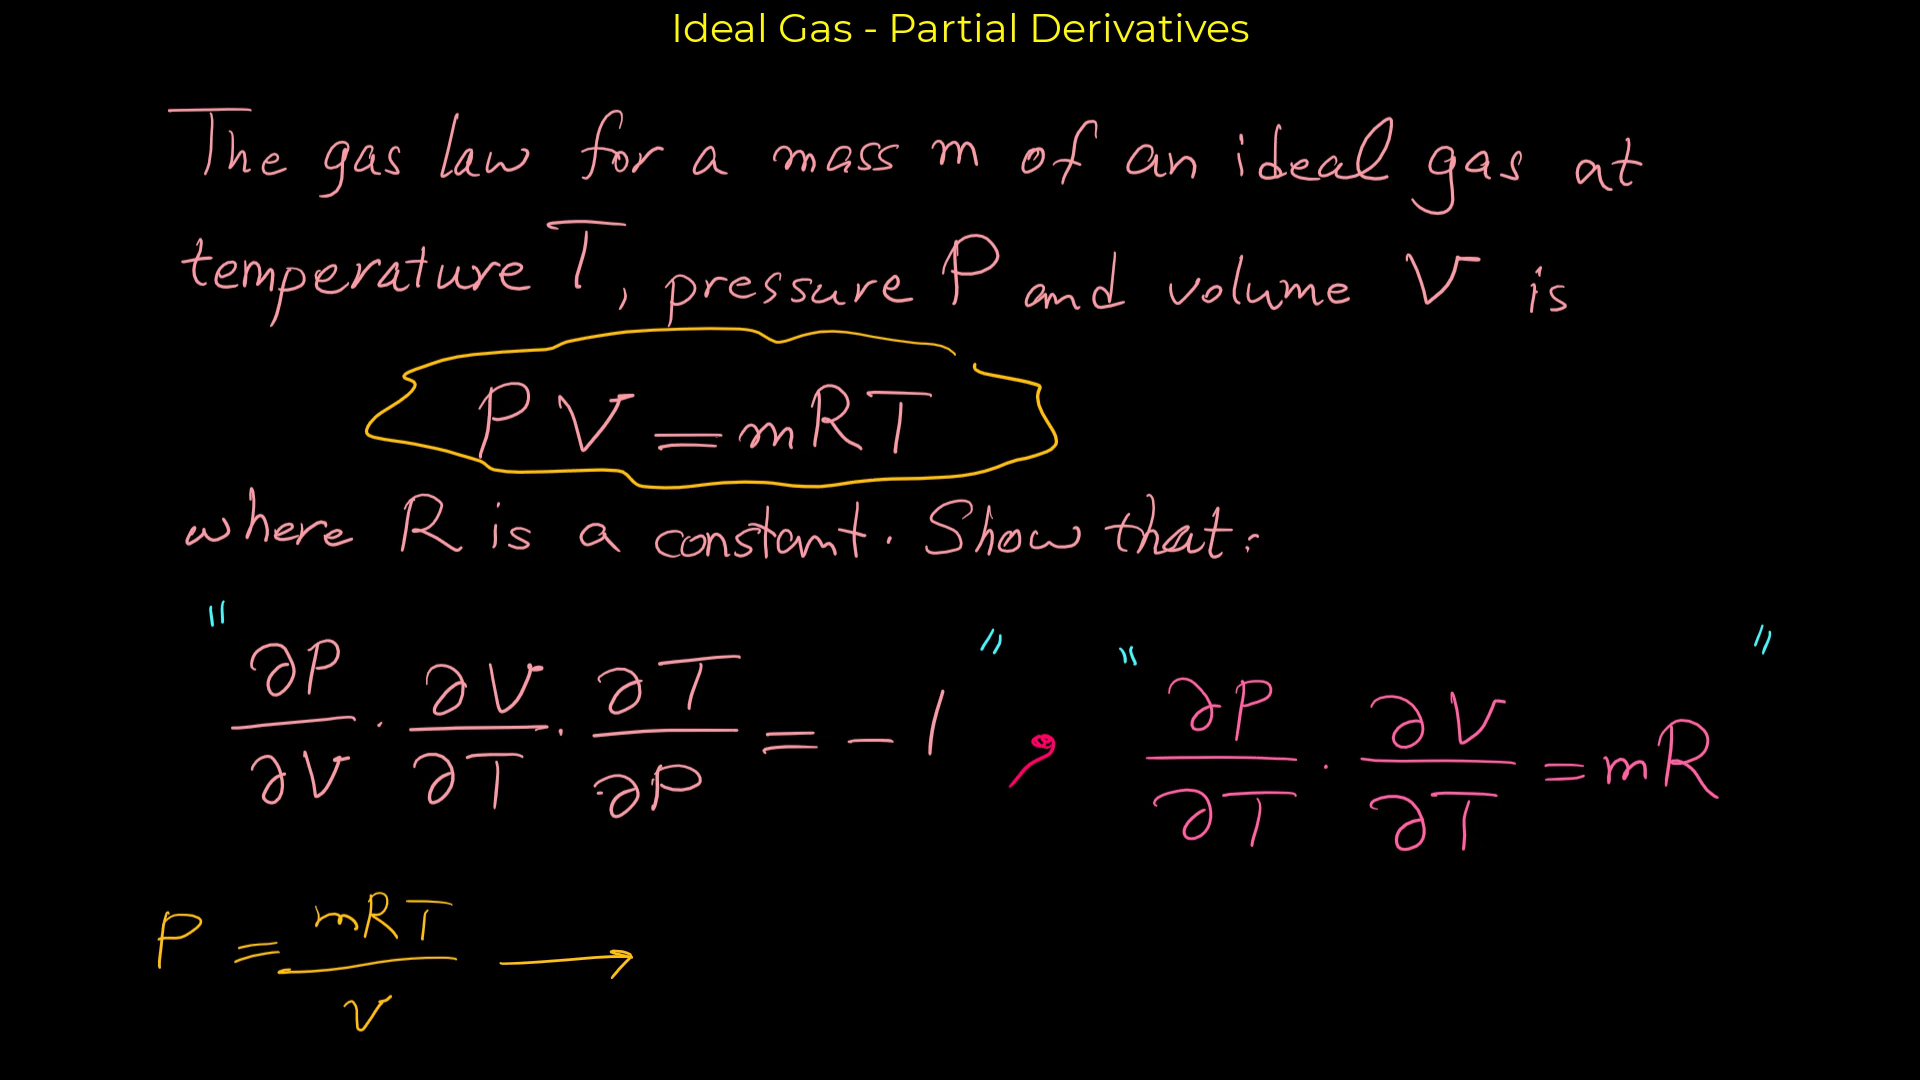 Ideal Gas - Partial Derivatives
The gas law for a mass m of an ideal gas at
temperature T, pressure P and volume V is
PV = mRT
where R is a constant. Show that:
" ∂P/∂V · ∂V/∂T · ∂T/∂P = -1 " , " ∂P/∂T · ∂V/∂T = mR "
P = mRT/V →